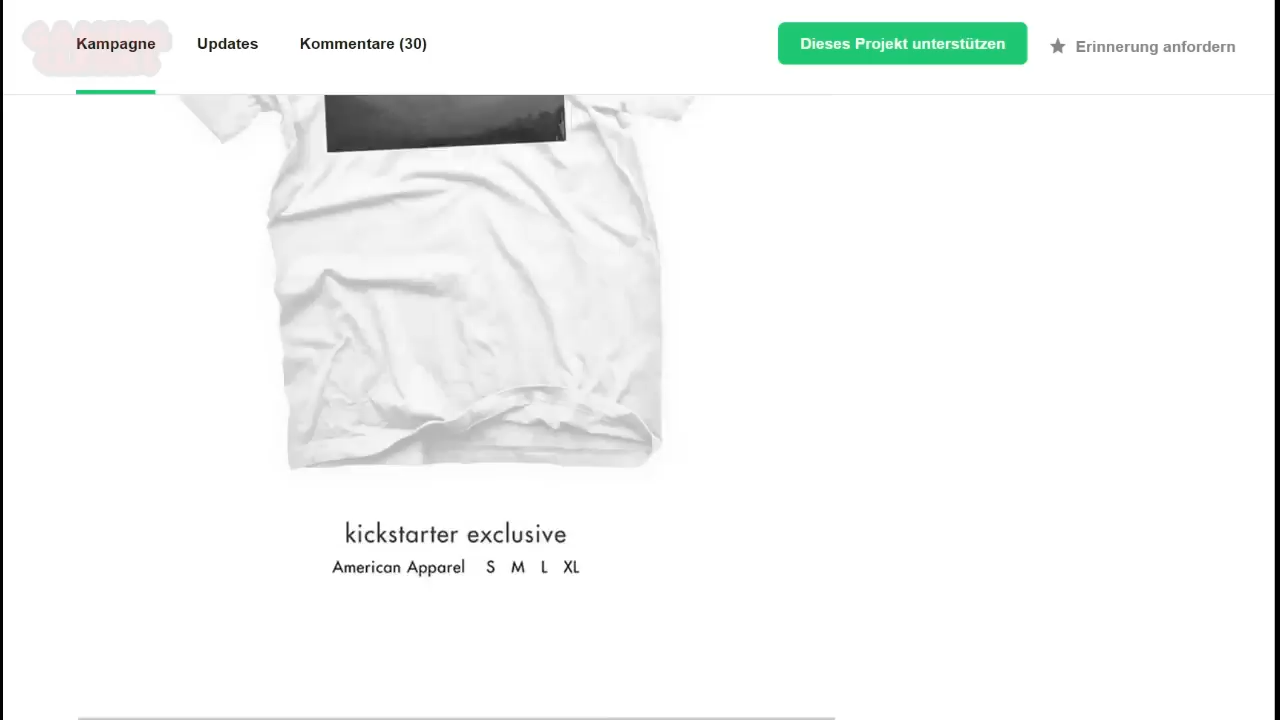 Kampagne
Updates
Kommentare (30)
Dieses Projekt unterstützen
Erinnerung anfordern
kickstarter exclusive
American Apparel S M L XL